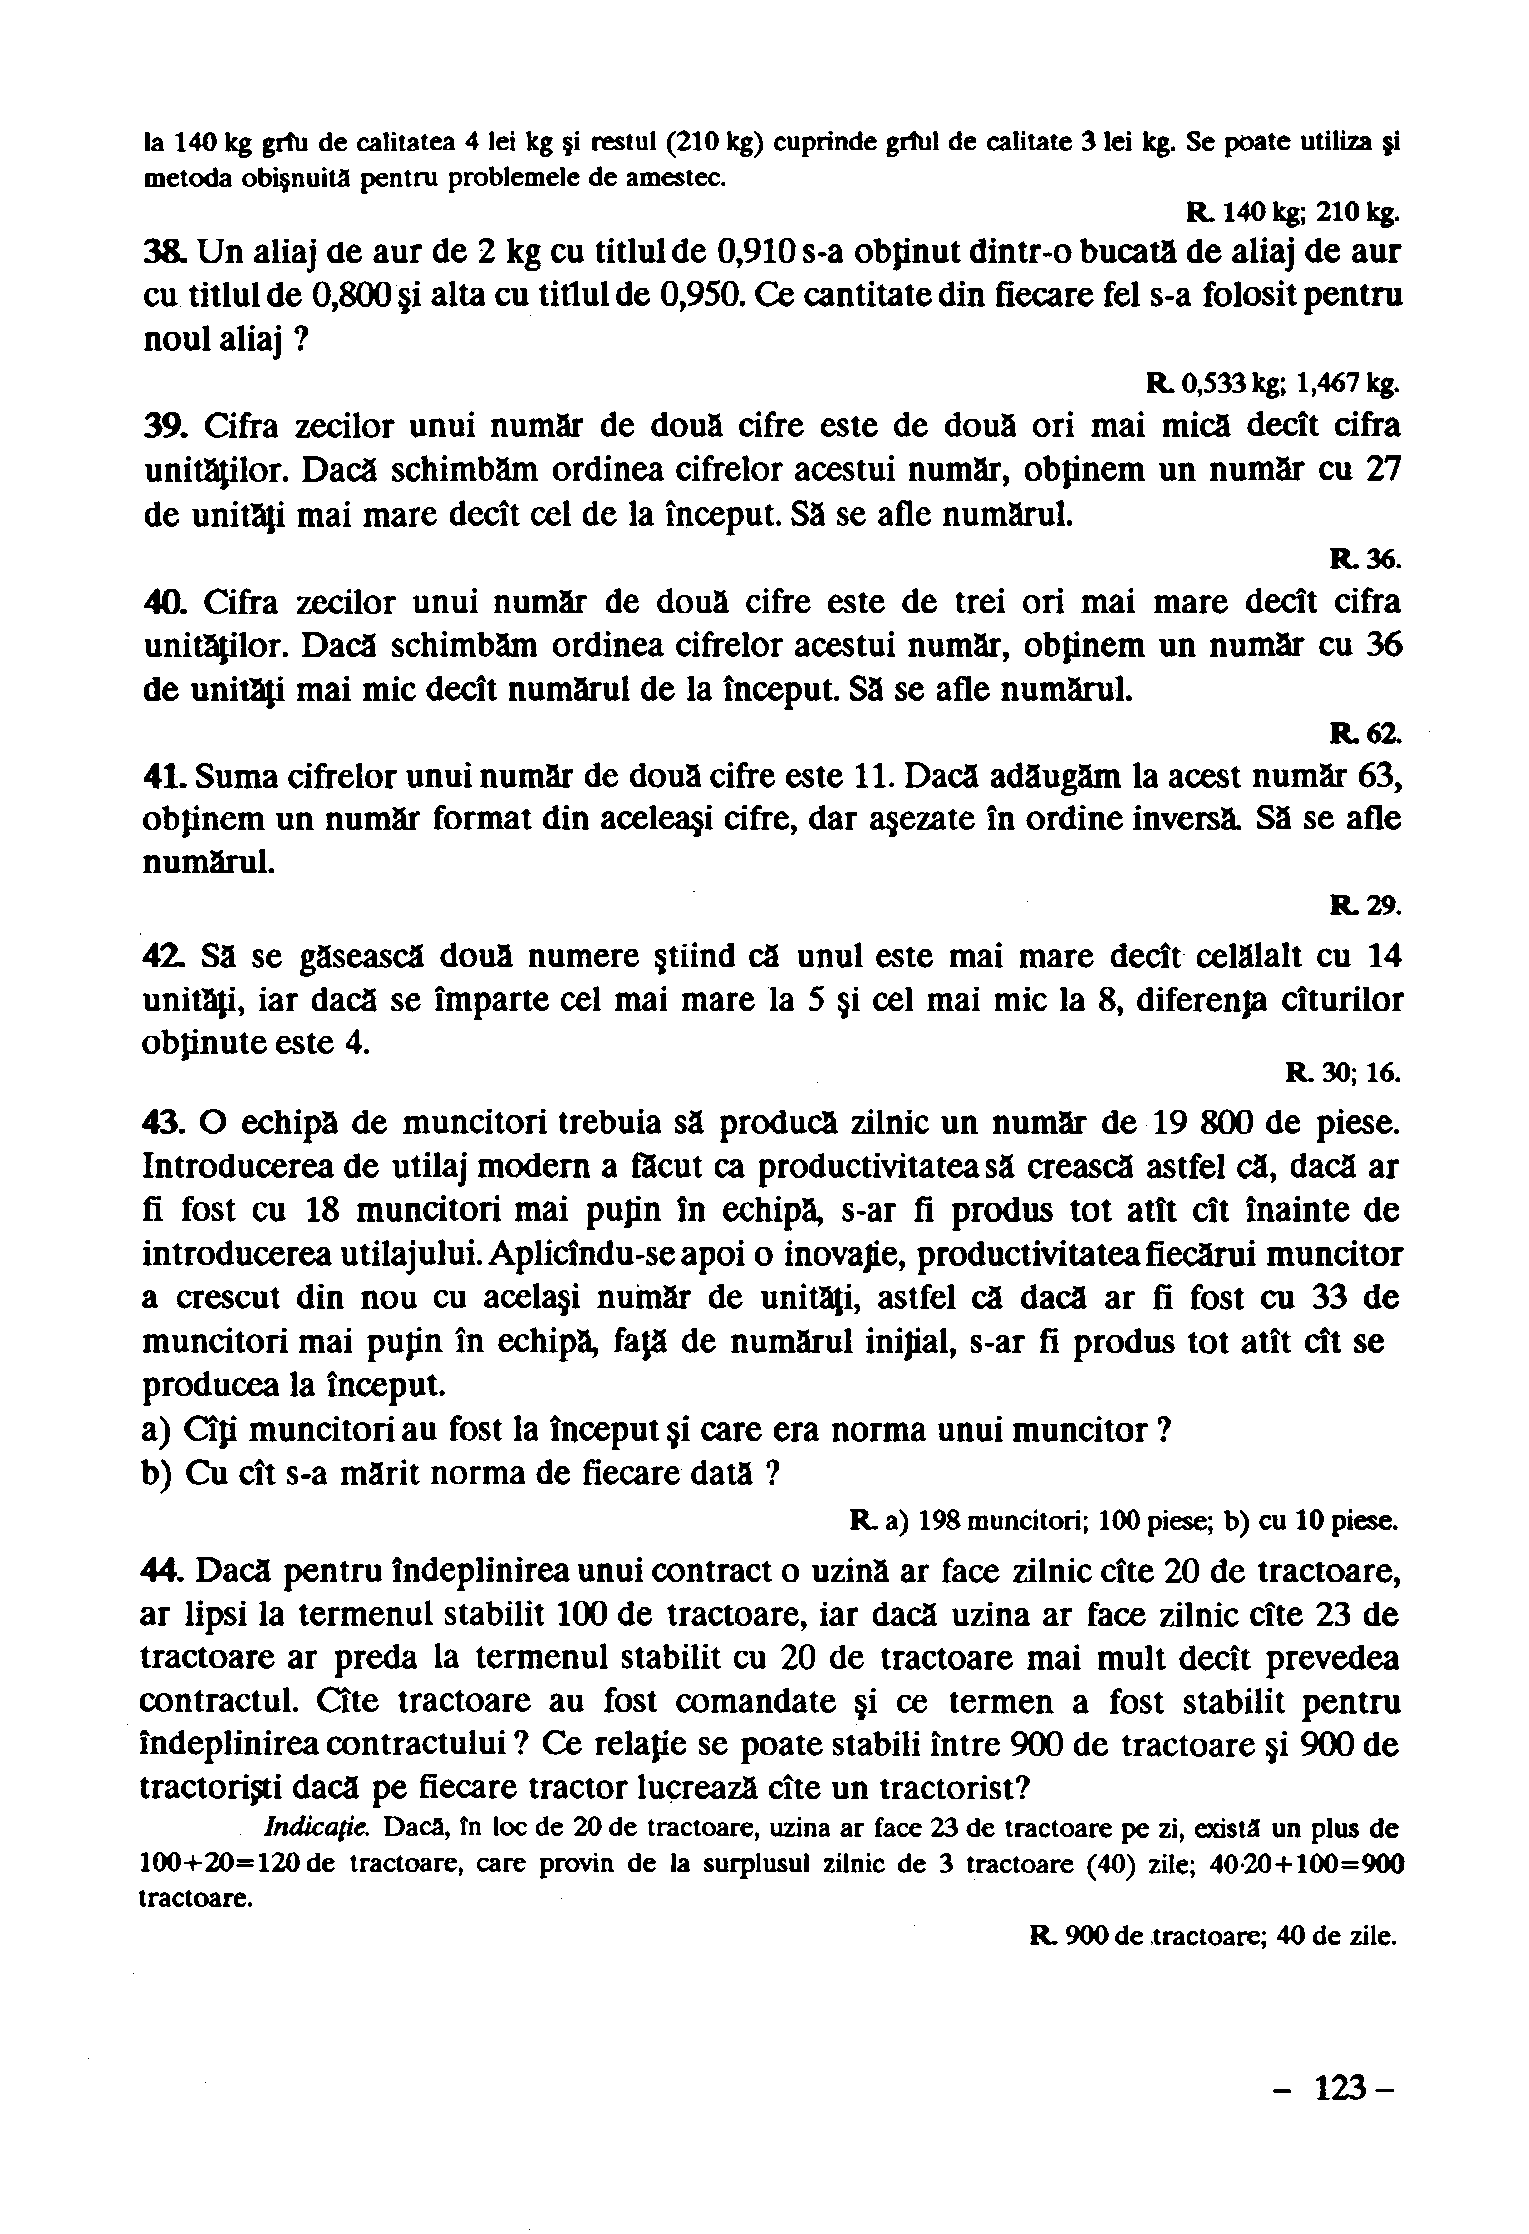 la 140 kg grîu de calitatea 4 lei kg şi restul (210 kg) cuprinde grîul de calitate 3 lei kg. Se poate utiliza şi
metoda obişnuită pentru problemele de amestec.
R. 140 kg; 210 kg.
38. Un aliaj de aur de 2 kg cu titlul de 0,910 s-a obţinut dintr-o bucată de aliaj de aur
cu titlul de 0,800 şi alta cu titlul de 0,950. Ce cantitate din fiecare fel s-a folosit pentru
noul aliaj ?
R. 0,533 kg; 1,467 kg.
39. Cifra zecilor unui număr de două cifre este de două ori mai mică decît cifra
unităţilor. Dacă schimbăm ordinea cifrelor acestui număr, obţinem un număr cu 27
de unităţi mai mare decît cel de la început. Să se afle numărul.
R. 36.
40. Cifra zecilor unui număr de două cifre este de trei ori mai mare decît cifra
unităţilor. Dacă schimbăm ordinea cifrelor acestui număr, obţinem un număr cu 36
de unităţi mai mic decît numărul de la început. Să se afle numărul.
R. 62.
41. Suma cifrelor unui număr de două cifre este 11. Dacă adăugăm la acest număr 63,
obţinem un număr format din aceleaşi cifre, dar aşezate în ordine inversă. Să se afle
numărul.
R. 29.
42. Să se găsească două numere ştiind că unul este mai mare decît celălalt cu 14
unităţi, iar dacă se împarte cel mai mare la 5 şi cel mai mic la 8, diferenţa cîturilor
obţinute este 4.
R. 30; 16.
43. O echipă de muncitori trebuia să producă zilnic un număr de 19 800 de piese.
Introducerea de utilaj modern a făcut ca productivitatea să crească astfel că, dacă ar
fi fost cu 18 muncitori mai puţin în echipă, s-ar fi produs tot atît cît înainte de
introducerea utilajului. Aplicîndu-se apoi o inovaţie, productivitatea fiecărui muncitor
a crescut din nou cu acelaşi număr de unităţi, astfel că dacă ar fi fost cu 33 de
muncitori mai puţin în echipă, faţă de numărul iniţial, s-ar fi produs tot atît cît se
producea la început.
a) Cîţi muncitori au fost la început şi care era norma unui muncitor ?
b) Cu cît s-a mărit norma de fiecare dată ?
R. a) 198 muncitori; 100 piese; b) cu 10 piese.
44. Dacă pentru îndeplinirea unui contract o uzină ar face zilnic cîte 20 de tractoare,
ar lipsi la termenul stabilit 100 de tractoare, iar dacă uzina ar face zilnic cîte 23 de
tractoare ar preda la termenul stabilit cu 20 de tractoare mai mult decît prevedea
contractul. Cîte tractoare au fost comandate şi ce termen a fost stabilit pentru
îndeplinirea contractului ? Ce relaţie se poate stabili între 900 de tractoare şi 900 de
tractorişti dacă pe fiecare tractor lucrează cîte un tractorist?
Indicaţie. Dacă, în loc de 20 de tractoare, uzina ar face 23 de tractoare pe zi, există un plus de
100+20=120 de tractoare, care provin de la surplusul zilnic de 3 tractoare (40) zile; 40·20+100=900
tractoare.
R. 900 de tractoare; 40 de zile.
– 123 –